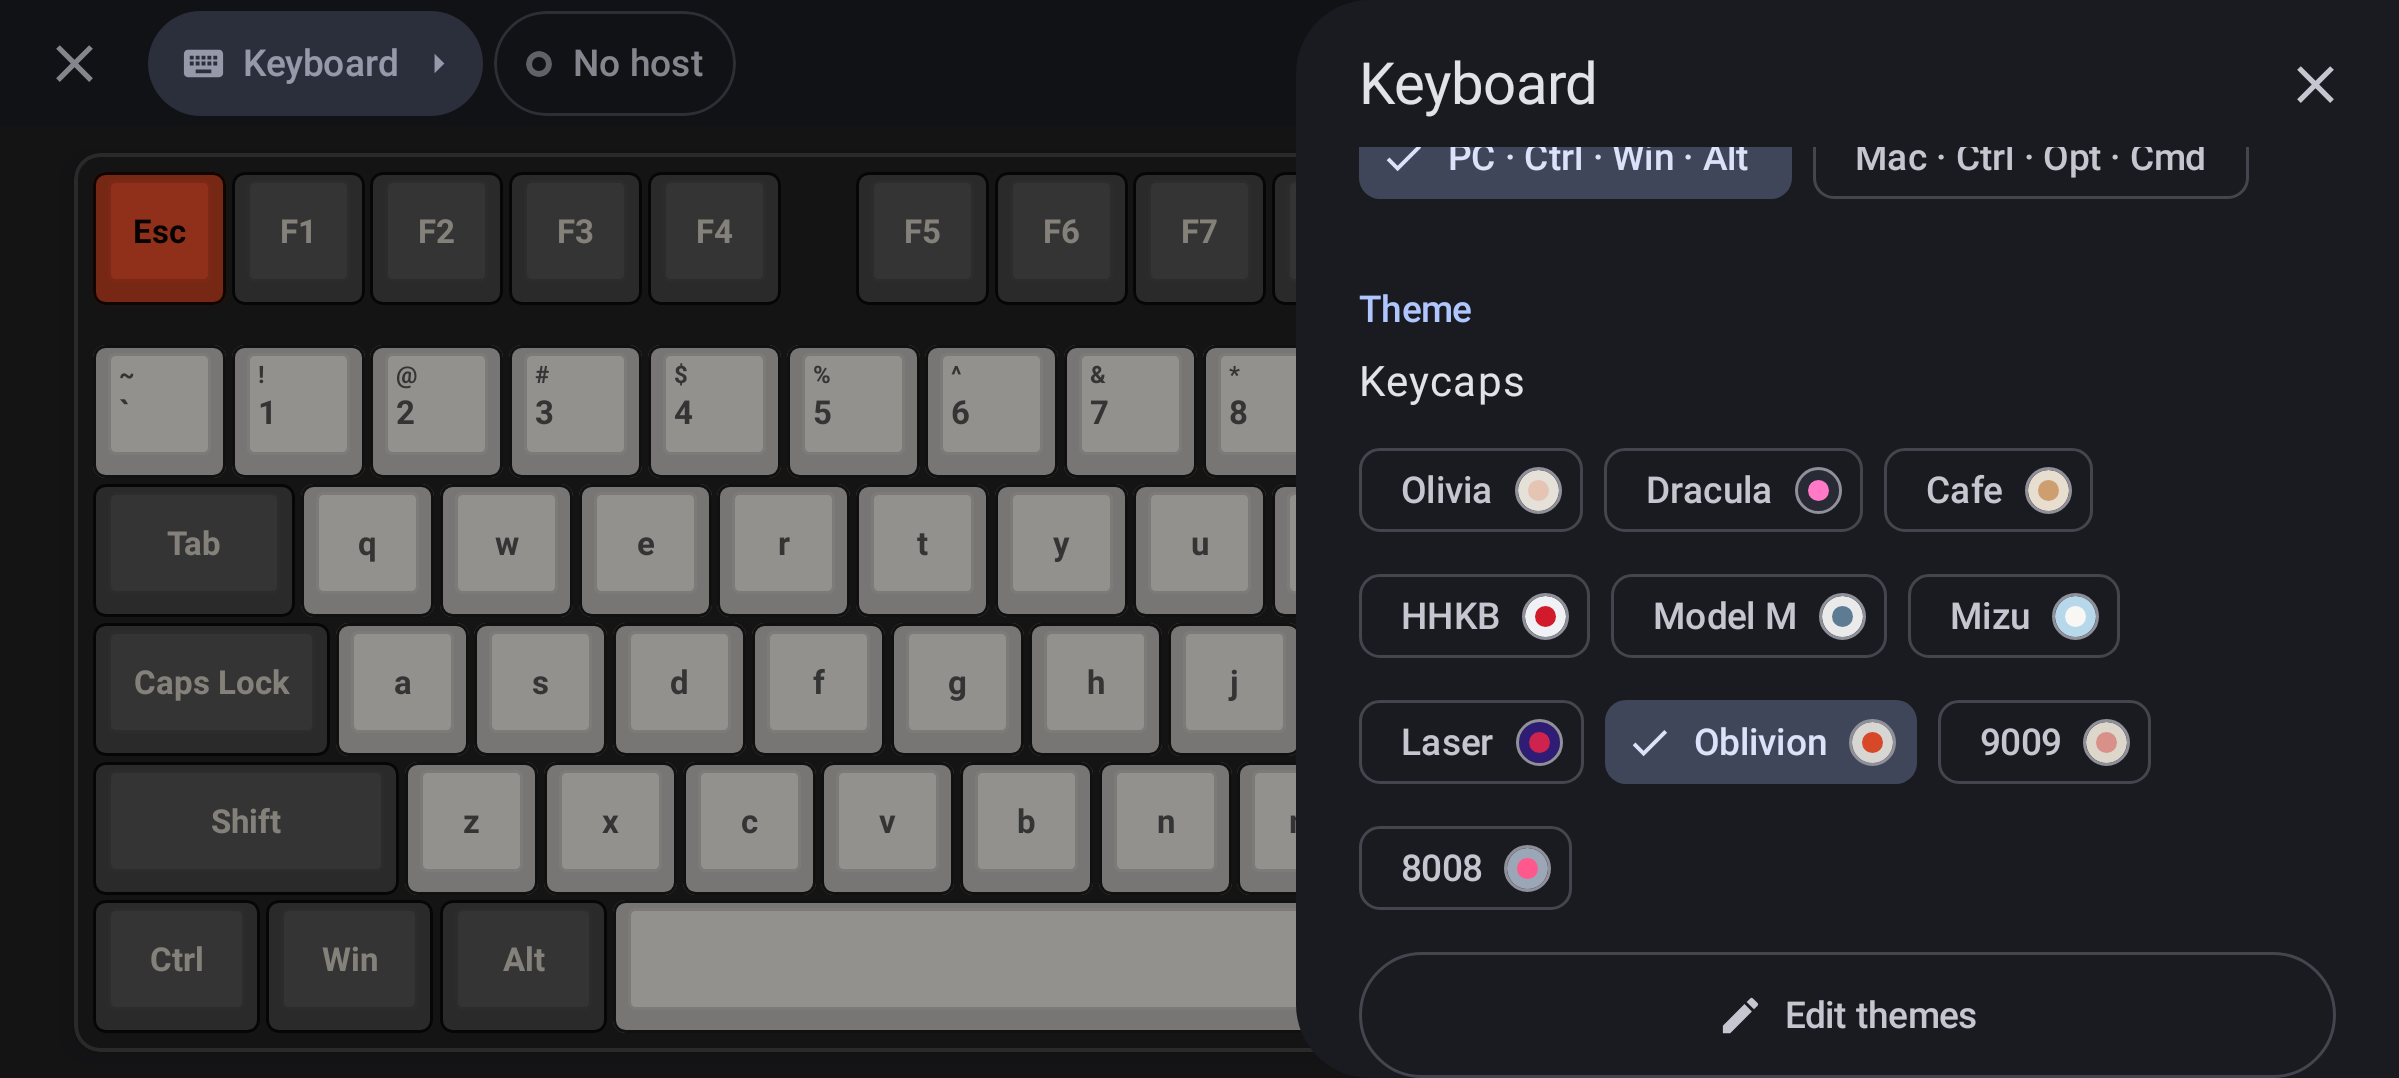 Keyboard
No host
Esc F1 F2 F3 F4 F5 F6 F7
~ ! @ # $ % ^ & *
` 1 2 3 4 5 6 7 8
Tab q w e r t y u
Caps Lock a s d f g h j
Shift z x c v b n
Ctrl Win Alt
Keyboard
PC · Ctrl · Win · Alt
Mac · Ctrl · Opt · Cmd
Theme
Keycaps
Olivia
Dracula
Cafe
HHKB
Model M
Mizu
Laser
Oblivion
9009
8008
Edit themes